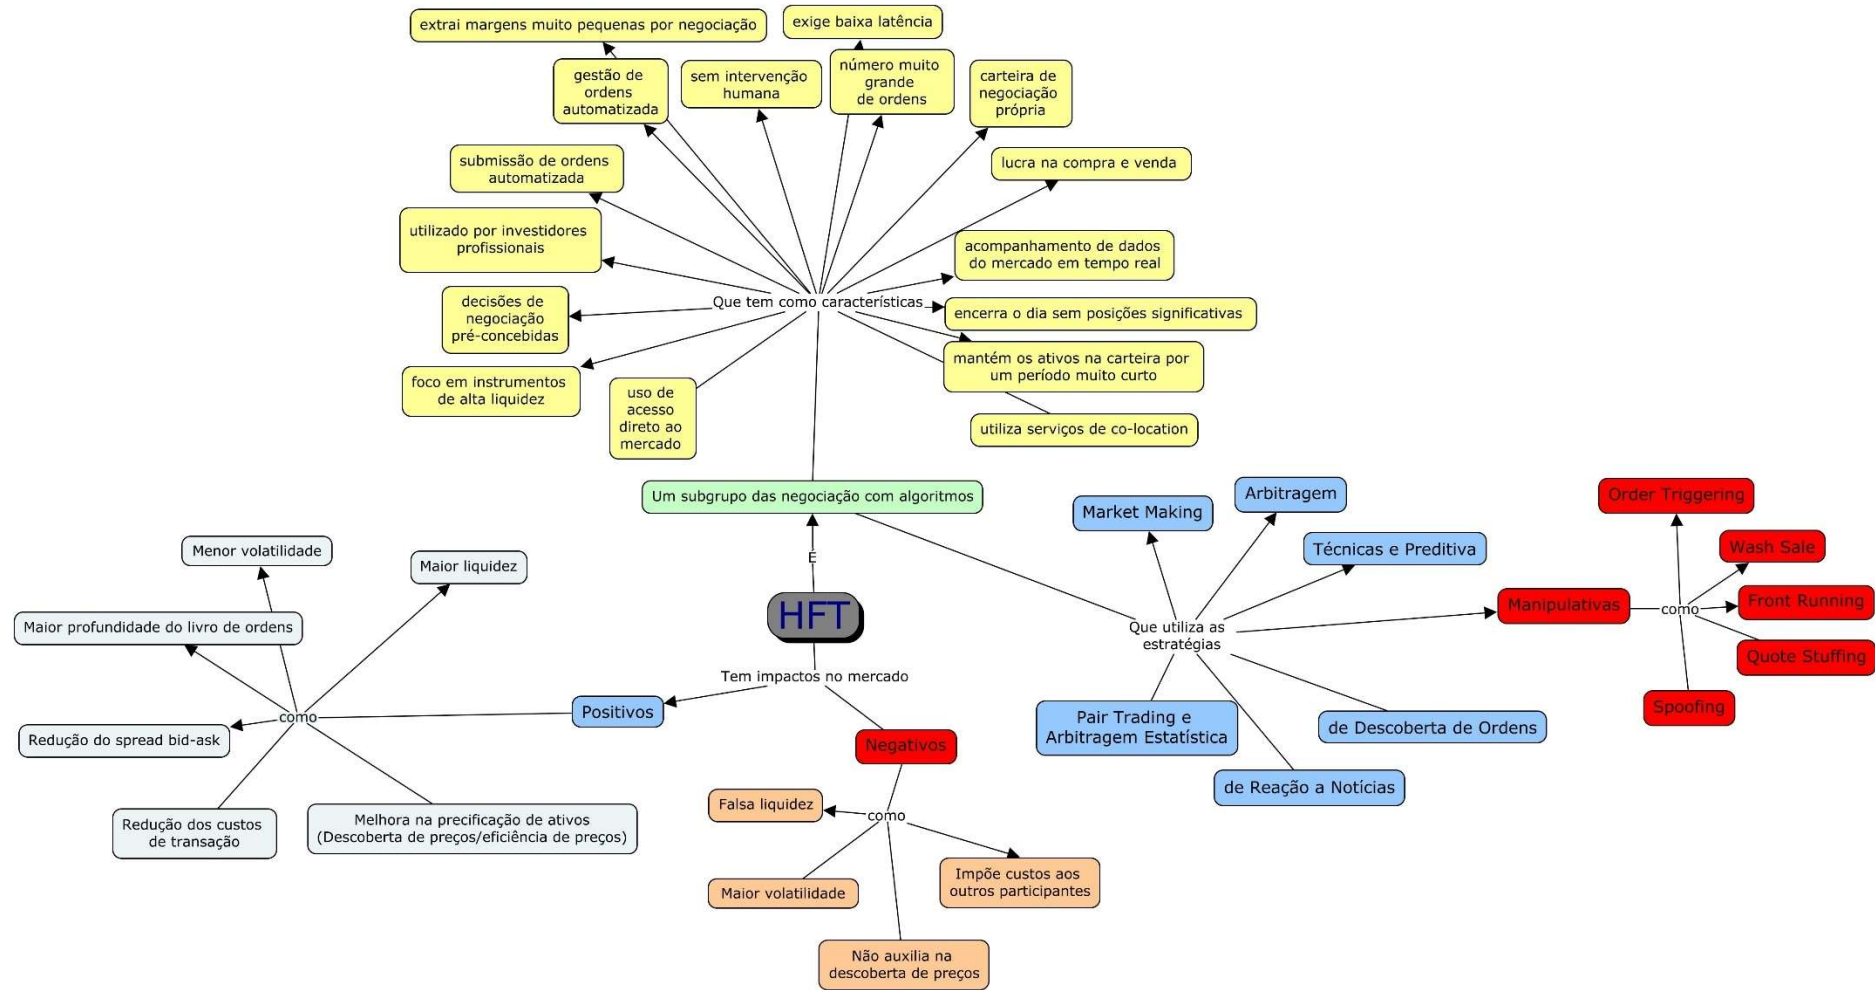 extrai margens muito pequenas por negociação
exige baixa latência
gestão de
ordens
automatizada
sem intervenção
humana
número muito
grande
de ordens
carteira de
negociação
própria
submissão de ordens
automatizada
lucra na compra e venda
utilizado por investidores
profissionais
acompanhamento de dados
do mercado em tempo real
Que tem como características
decisões de
negociação
pré-concebidas
encerra o dia sem posições significativas
mantém os ativos na carteira por
um período muito curto
foco em instrumentos
de alta liquidez
uso de
acesso
direto ao
mercado
utiliza serviços de co-location
Um subgrupo das negociação com algoritmos
É
HFT
Tem impactos no mercado
Positivos
como
Menor volatilidade
Maior liquidez
Maior profundidade do livro de ordens
Redução do spread bid-ask
Redução dos custos
de transação
Melhora na precificação de ativos
(Descoberta de preços/eficiência de preços)
Negativos
como
Falsa liquidez
Maior volatilidade
Impõe custos aos
outros participantes
Não auxilia na
descoberta de preços
Que utiliza as
estratégias
Market Making
Arbitragem
Técnicas e Preditiva
Manipulativas
como
Order Triggering
Wash Sale
Front Running
Quote Stuffing
Spoofing
Pair Trading e
Arbitragem Estatística
de Descoberta de Ordens
de Reação a Notícias